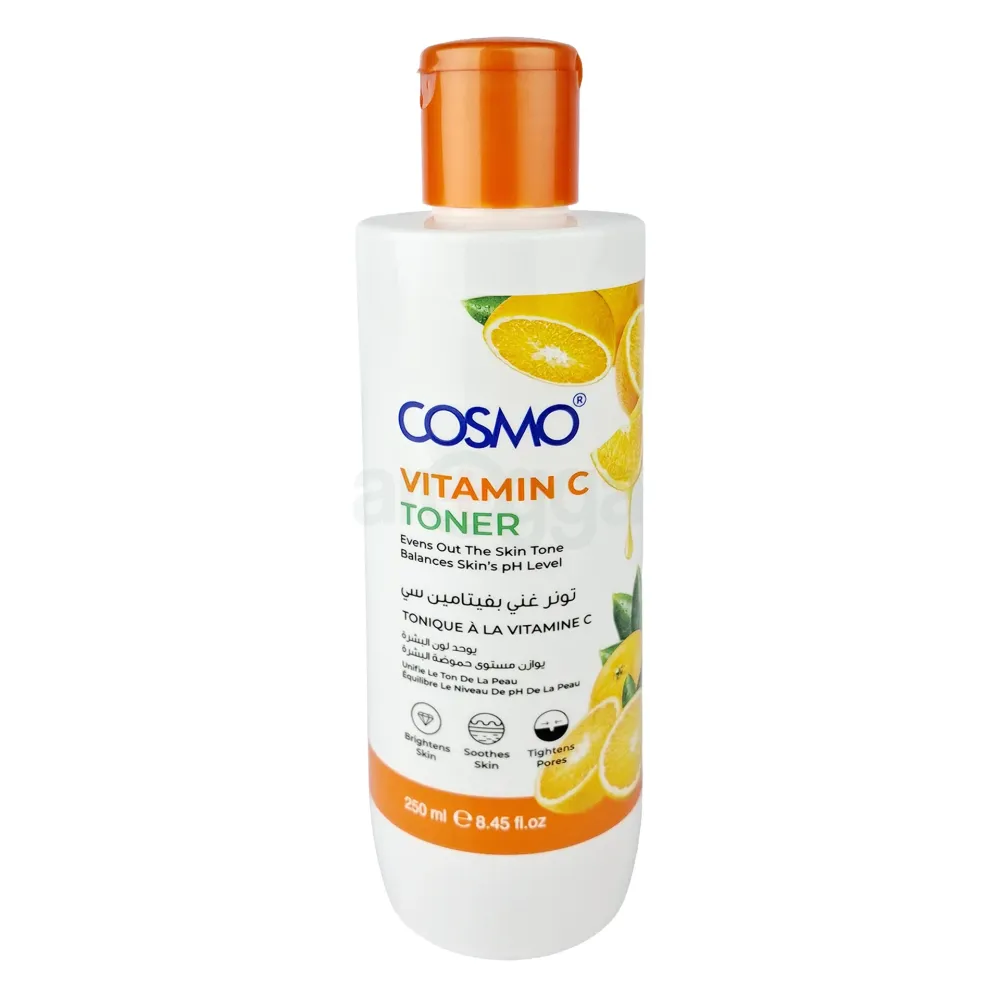 COSMO®
VITAMIN C
TONER
Evens Out The Skin Tone
Balances Skin's pH Level
تونر غني بفيتامين سي
TONIQUE À LA VITAMINE C
يوحد لون البشرة
يوازن مستوى حموضة البشرة
Unifie Le Ton De La Peau
Équilibre Le Niveau De pH De La Peau
Brightens
Skin
Soothes
Skin
Tightens
Pores
250 ml ℮ 8.45 fl.oz